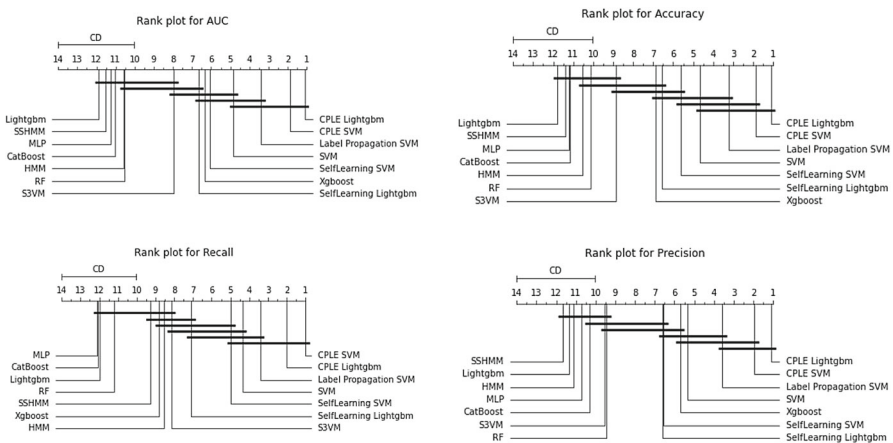 Rank plot for AUC
CD
14 13 12 11 10 9 8 7 6 5 4 3 2 1
Lightgbm CPLE Lightgbm
SSHMM CPLE SVM
MLP Label Propagation SVM
CatBoost SVM
HMM SelfLearning SVM
RF Xgboost
S3VM SelfLearning Lightgbm
Rank plot for Accuracy
CD
14 13 12 11 10 9 8 7 6 5 4 3 2 1
Lightgbm CPLE Lightgbm
SSHMM CPLE SVM
MLP Label Propagation SVM
CatBoost SVM
HMM SelfLearning SVM
RF SelfLearning Lightgbm
S3VM Xgboost
Rank plot for Recall
CD
14 13 12 11 10 9 8 7 6 5 4 3 2 1
MLP CPLE SVM
CatBoost CPLE Lightgbm
Lightgbm Label Propagation SVM
RF SVM
SSHMM SelfLearning SVM
Xgboost SelfLearning Lightgbm
HMM S3VM
Rank plot for Precision
CD
14 13 12 11 10 9 8 7 6 5 4 3 2 1
SSHMM CPLE Lightgbm
Lightgbm CPLE SVM
HMM Label Propagation SVM
MLP SVM
CatBoost Xgboost
S3VM SelfLearning SVM
RF SelfLearning Lightgbm